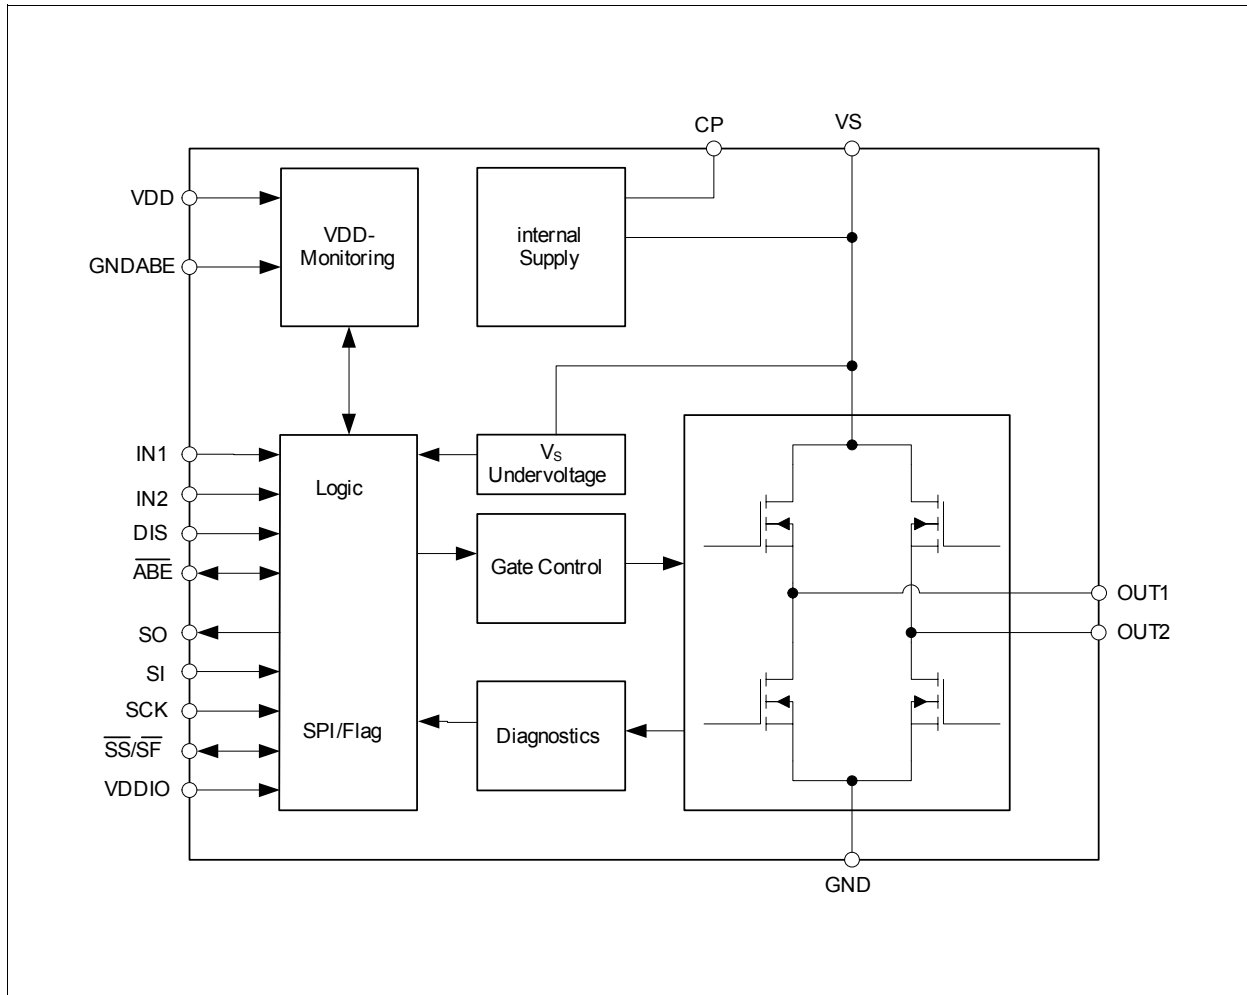 CP
VS
VDD
GNDABE
VDD-
Monitoring
internal
Supply
IN1
IN2
DIS
ABE
SO
SI
SCK
SS/SF
VDDIO
Logic
SPI/Flag
VS
Undervoltage
Gate Control
Diagnostics
OUT1
OUT2
GND